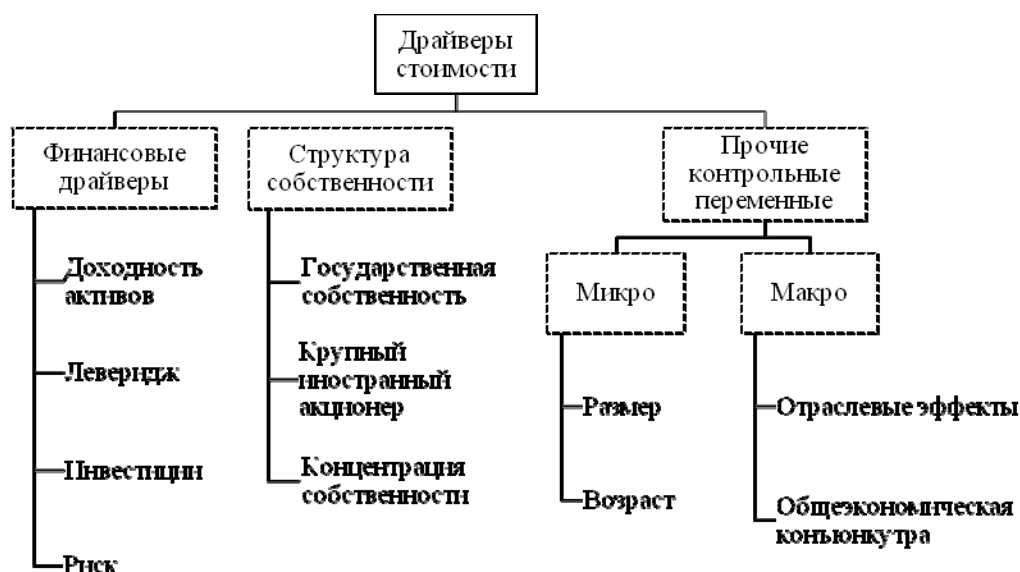 Драйверы
стоимости
Финансовые
драйверы
Структура
собственности
Прочие
контрольные
переменные
Доходность
активов
Леверидж
Инвестиции
Риск
Государственная
собственность
Крупный
иностранный
акционер
Концентрация
собственности
Микро
Макро
Размер
Возраст
Отраслевые эффекты
Общеэкономическая
конъюнкутра